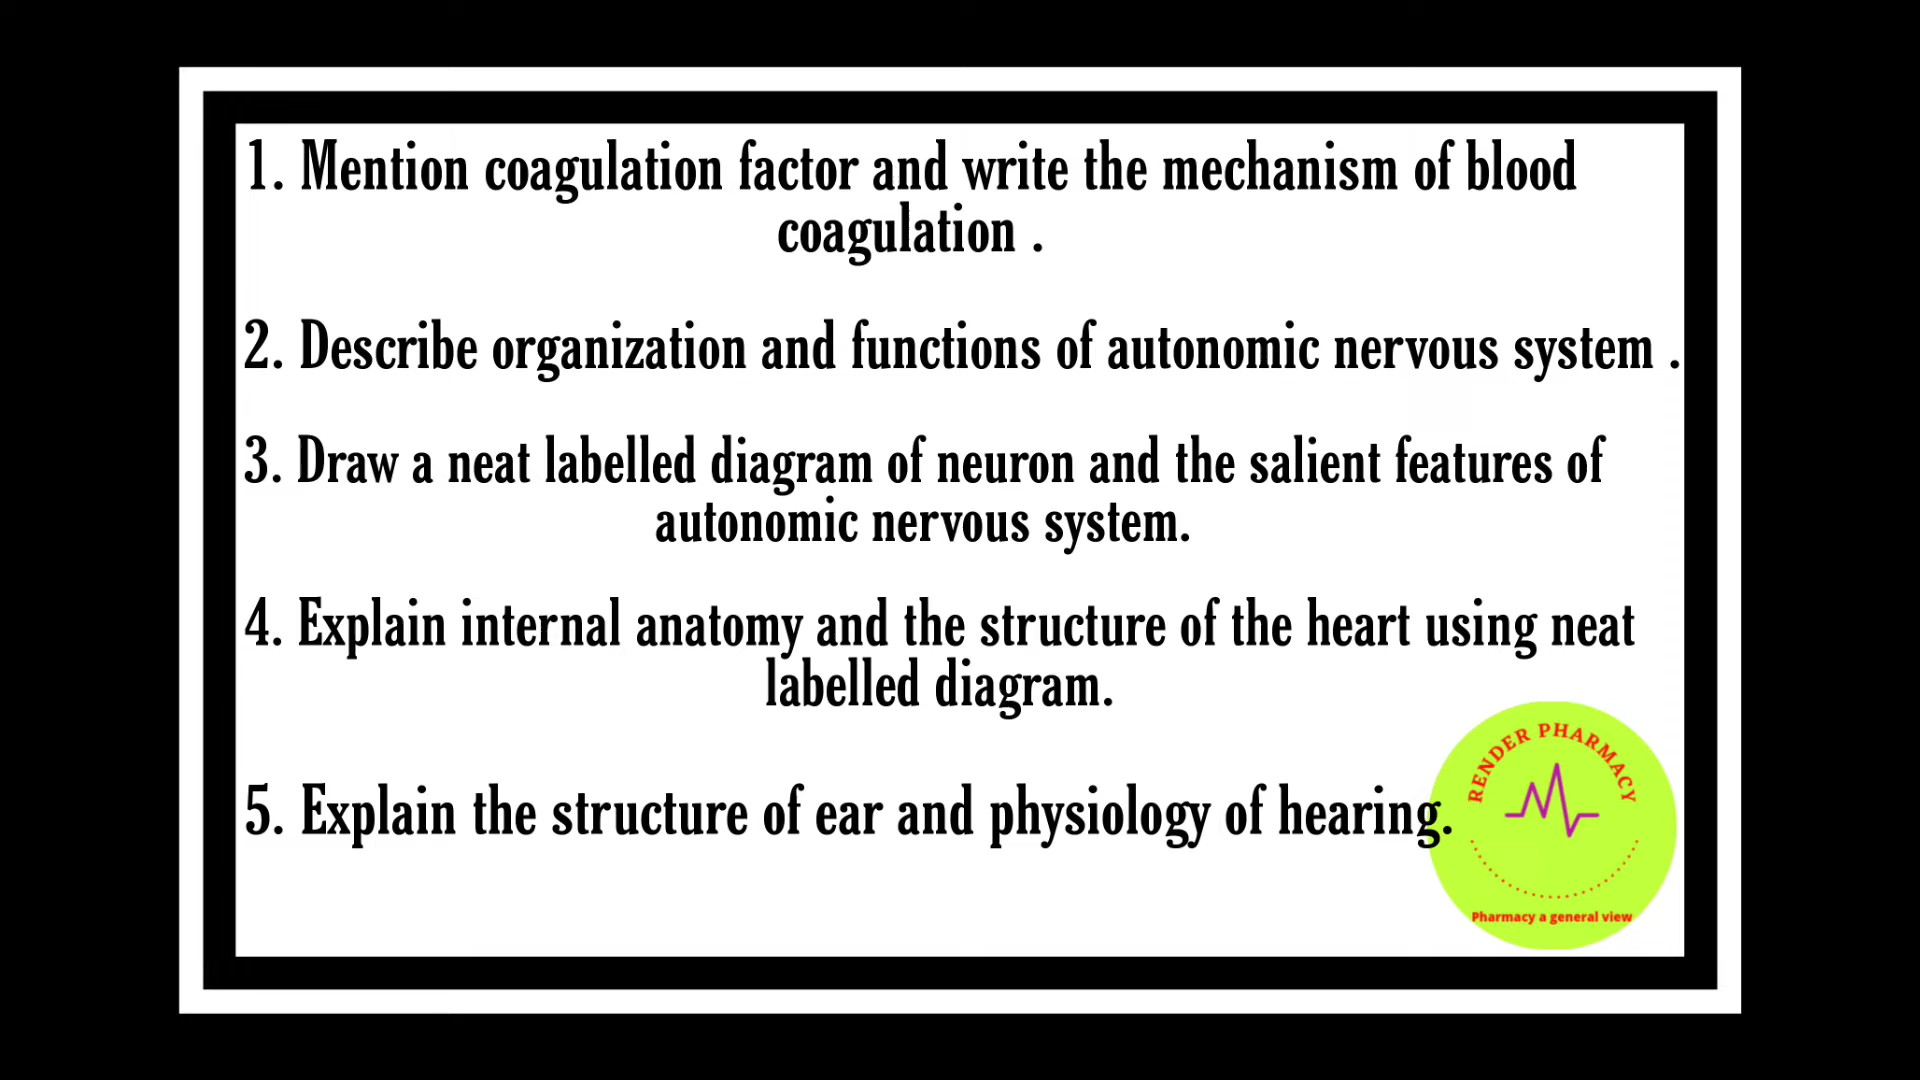 1. Mention coagulation factor and write the mechanism of blood
coagulation .
2. Describe organization and functions of autonomic nervous system .
3. Draw a neat labelled diagram of neuron and the salient features of
autonomic nervous system.
4. Explain internal anatomy and the structure of the heart using neat
labelled diagram.
RENDER PHARMACY
5. Explain the structure of ear and physiology of hearing.
Pharmacy a general view